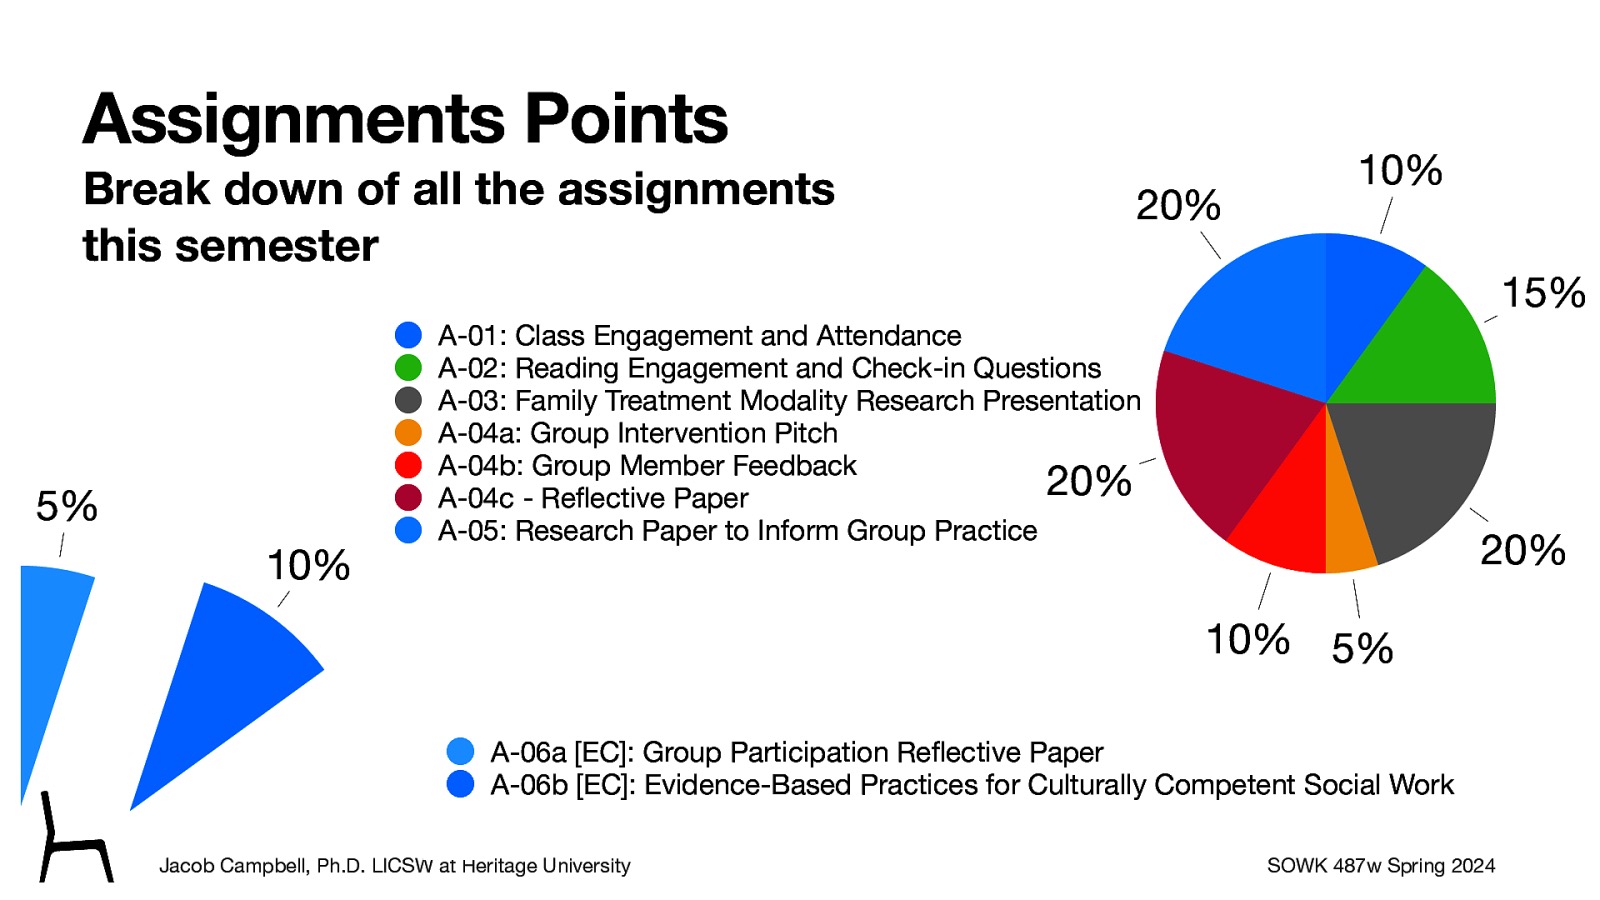 Assignments Points
Break down of all the assignments
this semester
10%
20%
15%
A-01: Class Engagement and Attendance
A-02: Reading Engagement and Check-in Questions
A-03: Family Treatment Modality Research Presentation
A-04a: Group Intervention Pitch
A-04b: Group Member Feedback
A-04c - Reflective Paper
A-05: Research Paper to Inform Group Practice
20%
20%
10%
5%
5%
10%
A-06a [EC]: Group Participation Reflective Paper
A-06b [EC]: Evidence-Based Practices for Culturally Competent Social Work
Jacob Campbell, Ph.D. LICSW at Heritage University
SOWK 487w Spring 2024